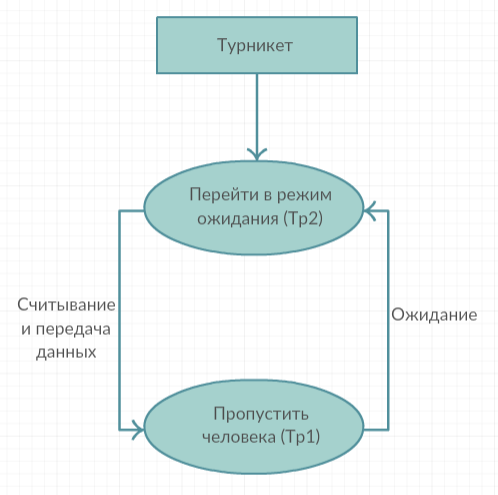 Турникет
Перейти в режим
ожидания (Тр2)
Считывание
и передача
данных
Ожидание
Пропустить
человека (Тр1)